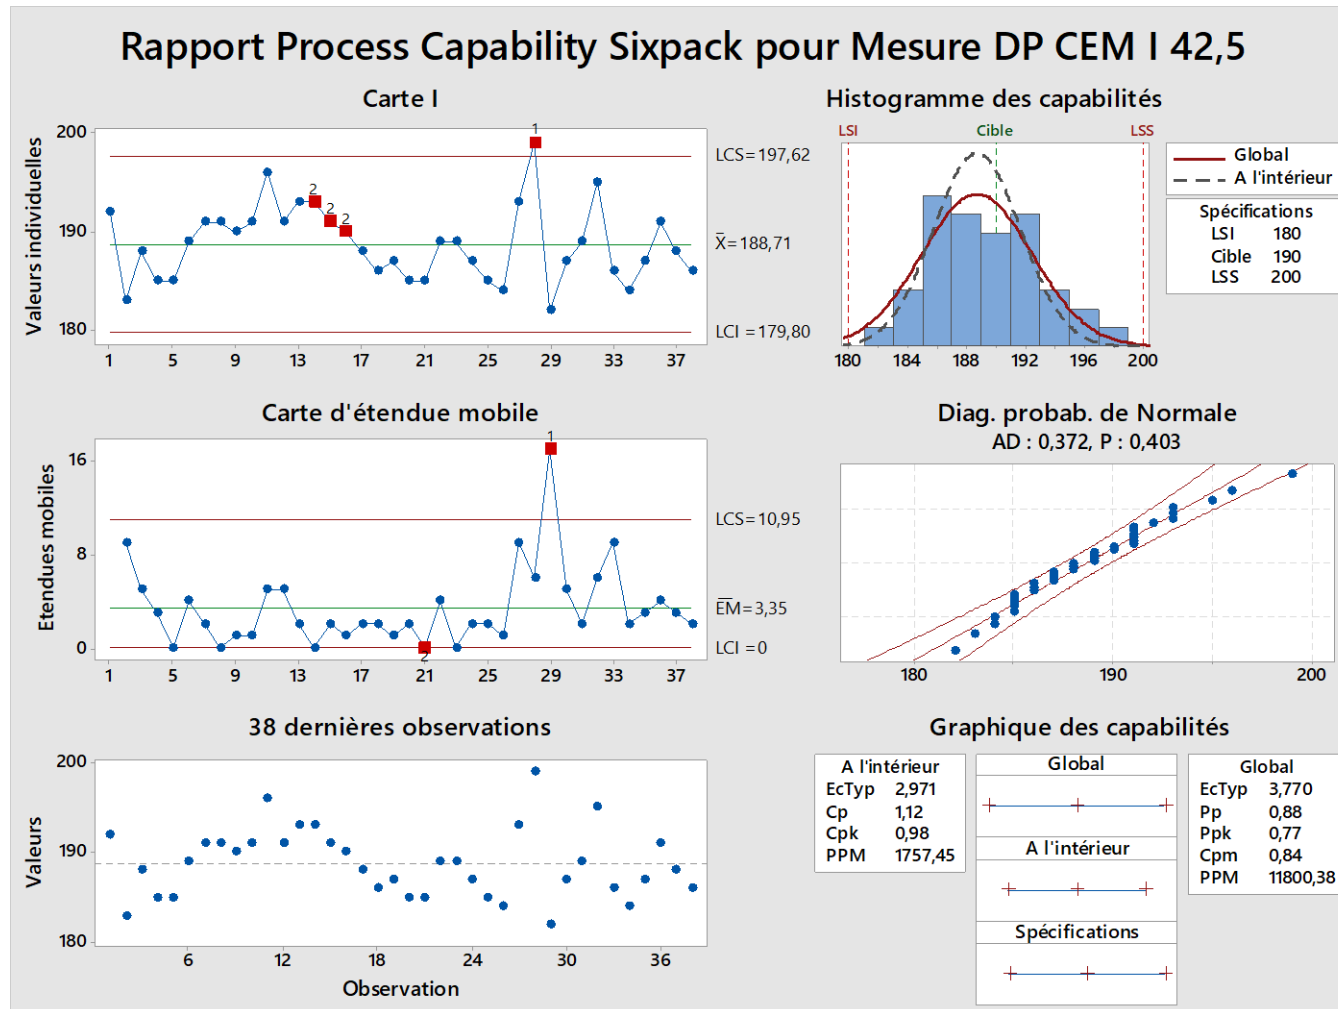 Rapport Process Capability Sixpack pour Mesure DP CEM I 42,5
Carte I
Valeurs individuelles
200
190
180
1
2
2
2
LCS=197,62
X̄=188,71
LCI=179,80
1 5 9 13 17 21 25 29 33 37
Histogramme des capabilités
LSI Cible LSS
180 184 188 192 196 200
Global
A l'intérieur
Spécifications
LSI 180
Cible 190
LSS 200
Carte d'étendue mobile
Etendues mobiles
16
8
0
1
2
LCS=10,95
E̅M̅=3,35
LCI=0
1 5 9 13 17 21 25 29 33 37
Diag. probab. de Normale
AD : 0,372, P : 0,403
180 190 200
38 dernières observations
Valeurs
200
190
180
6 12 18 24 30 36
Observation
Graphique des capabilités
A l'intérieur
EcTyp 2,971
Cp 1,12
Cpk 0,98
PPM 1757,45
Global
A l'intérieur
Spécifications
Global
EcTyp 3,770
Pp 0,88
Ppk 0,77
Cpm 0,84
PPM 11800,38